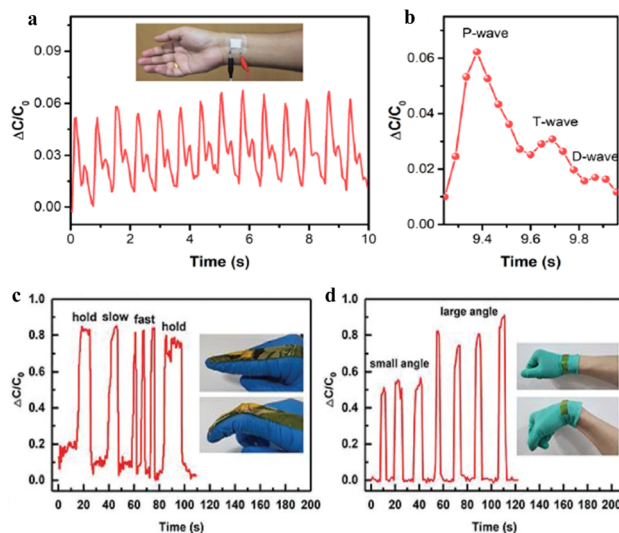 a
ΔC/C0
0.09
0.06
0.03
0.00
0 2 4 6 8 10
Time (s)
b
ΔC/C0
0.06
0.04
0.02
0.00
P-wave
T-wave
D-wave
9.4 9.6 9.8
Time (s)
c
△C/C0
1.0
0.8
0.6
0.4
0.2
0.0
hold slow fast hold
0 20 40 60 80 100 120 140 160 180 200
Time (s)
d
△C/C0
1.0
0.8
0.6
0.4
0.2
0.0
large angle
small angle
0 20 40 60 80 100 120 140 160 180 200
Time (s)